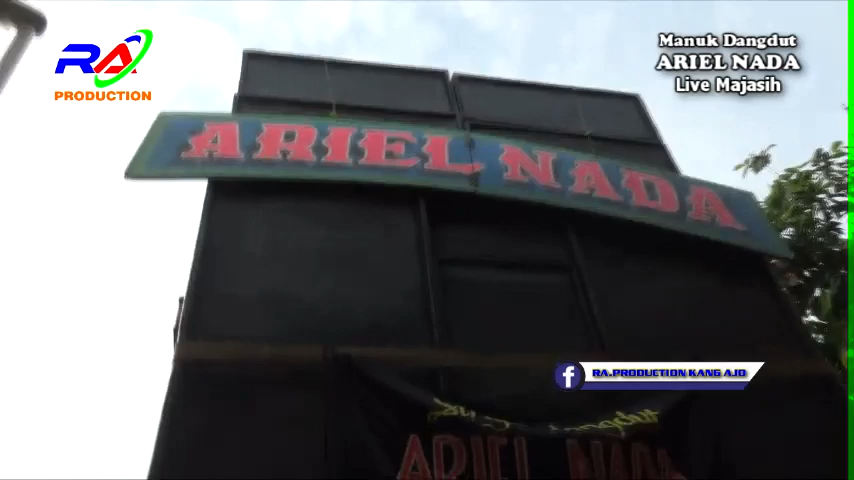 RA
PRODUCTION
Manuk Dangdut
ARIEL NADA
Live Majasih
ARIEL NADA
RA.PRODUCTION KANG AJO
ARIEL NADA